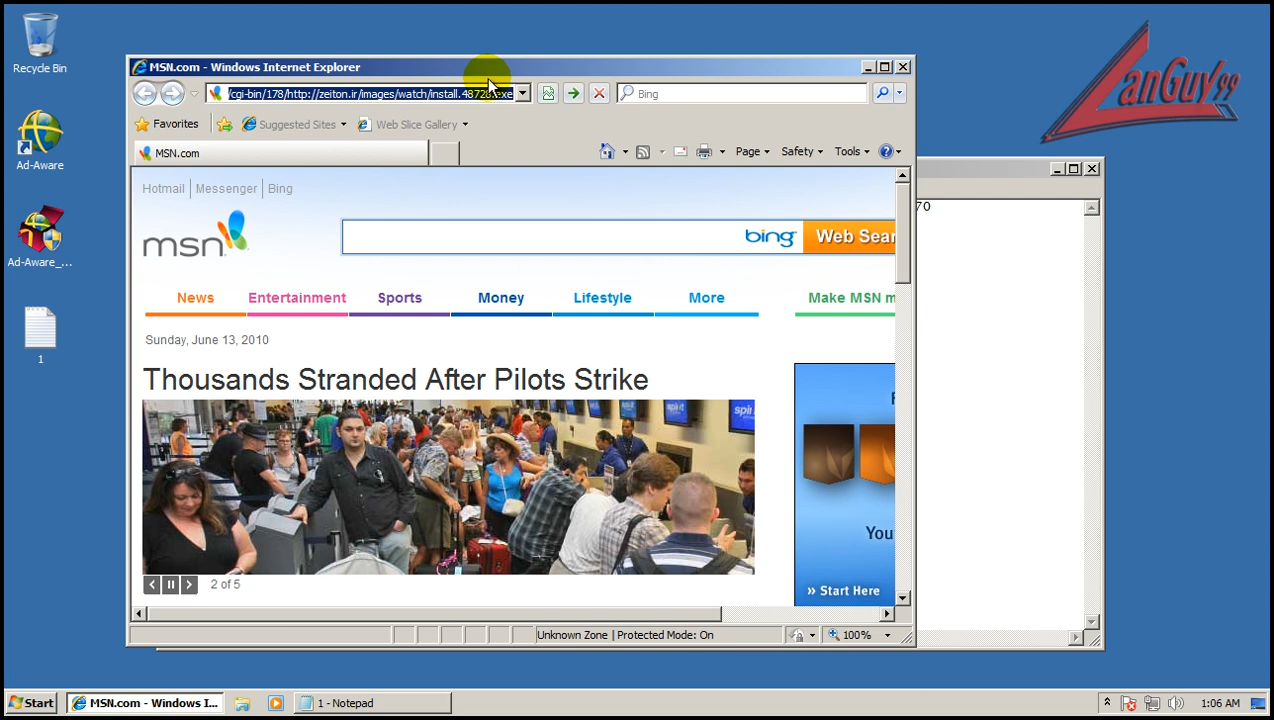 Recycle Bin
Ad-Aware
Ad-Aware_...
1
LanGuy99
MSN.com - Windows Internet Explorer
/cgi-bin/178/http://zeiton.ir/images/watch/install.48728.exe
Bing
Favorites
Suggested Sites
Web Slice Gallery
MSN.com
Page
Safety
Tools
70
Hotmail | Messenger | Bing
msn
bing
Web Sear
News
Entertainment
Sports
Money
Lifestyle
More
Make MSN m
Sunday, June 13, 2010
Thousands Stranded After Pilots Strike
spirit
You
» Start Here
2 of 5
Unknown Zone | Protected Mode: On
100%
Start
MSN.com - Windows I...
1 - Notepad
1:06 AM